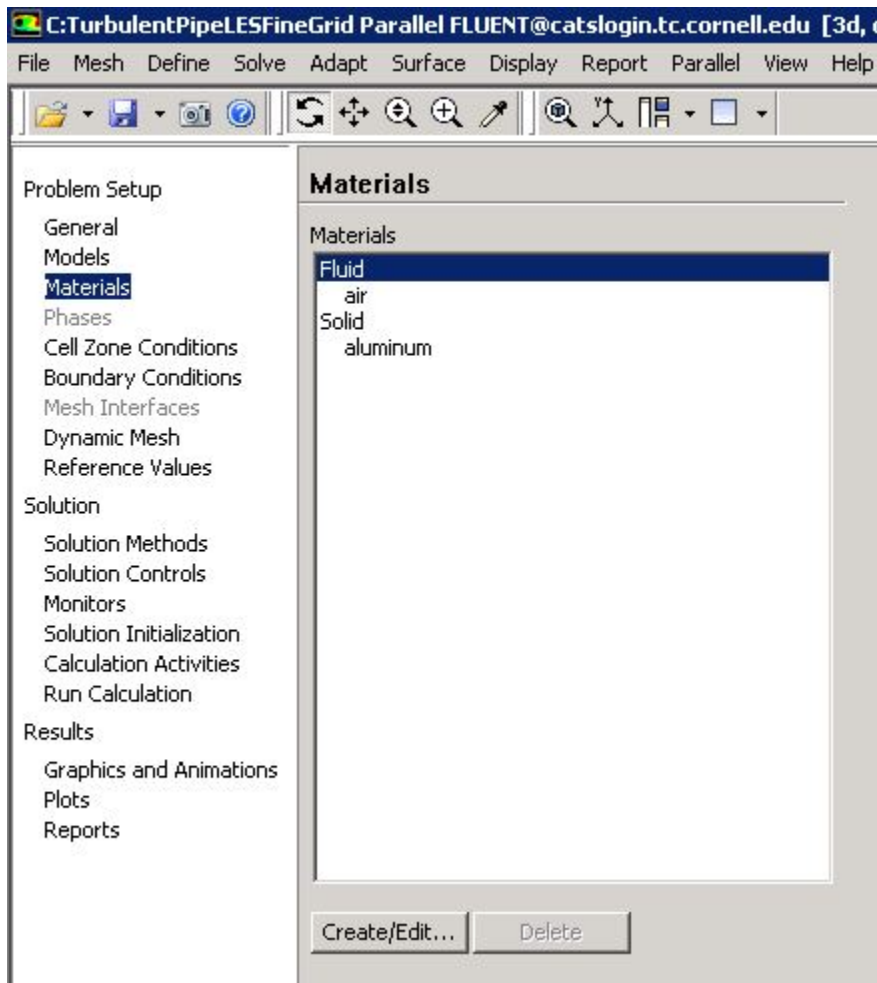 C:TurbulentPipeLESFineGrid Parallel FLUENT@catslogin.tc.cornell.edu [3d,
File Mesh Define Solve Adapt Surface Display Report Parallel View Help
Problem Setup
General
Models
Materials
Phases
Cell Zone Conditions
Boundary Conditions
Mesh Interfaces
Dynamic Mesh
Reference Values
Solution
Solution Methods
Solution Controls
Monitors
Solution Initialization
Calculation Activities
Run Calculation
Results
Graphics and Animations
Plots
Reports
Materials
Materials
Fluid
air
Solid
aluminum
Create/Edit... Delete